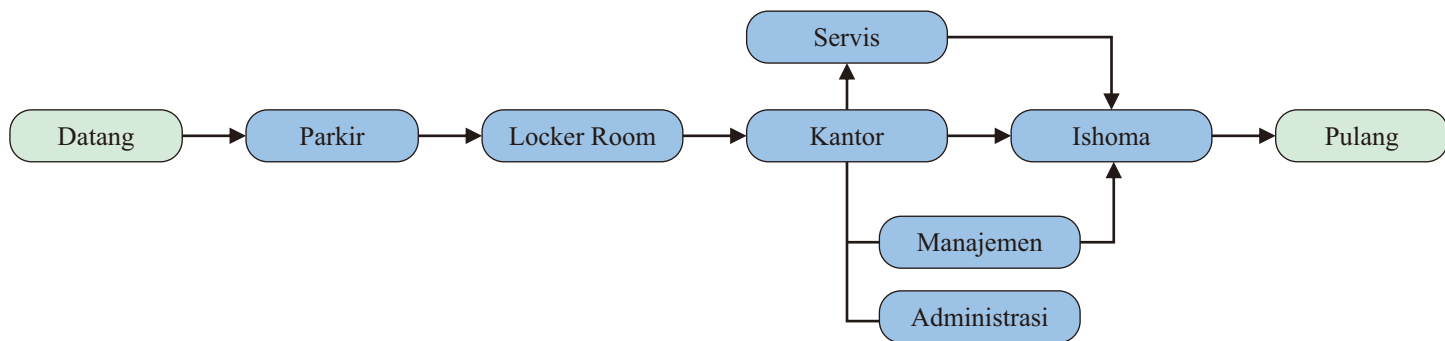 Servis
Datang
Parkir
Locker Room
Kantor
Ishoma
Pulang
Manajemen
Administrasi